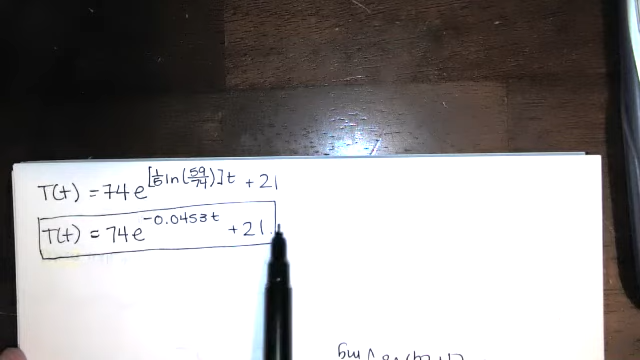 T(t) = 74e^[1/5 ln(59/74)]t + 21
T(t) = 74e^-0.0453t + 21.